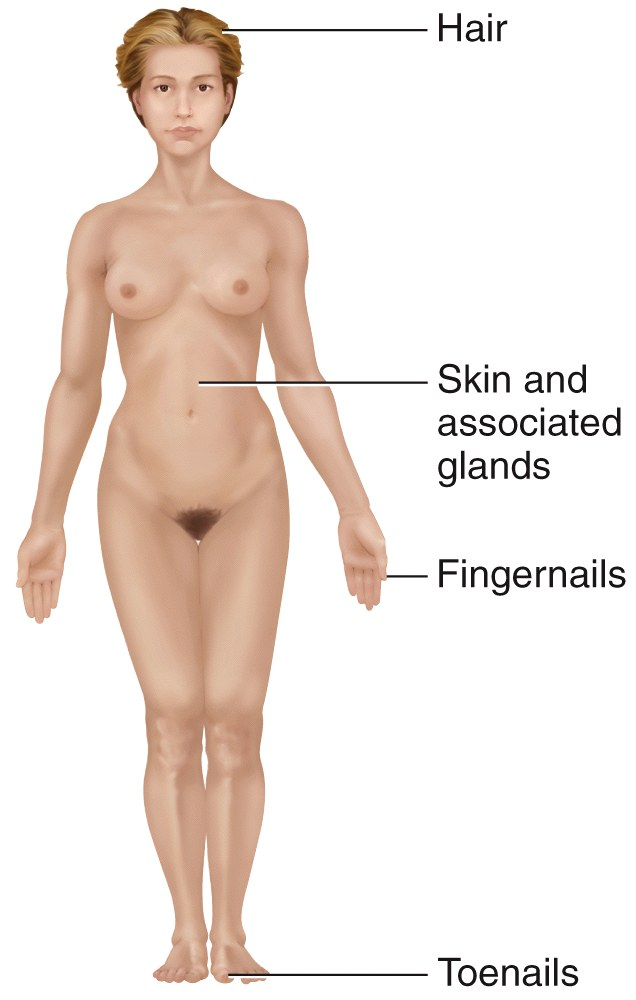 Hair
Skin and
associated
glands
Fingernails
Toenails